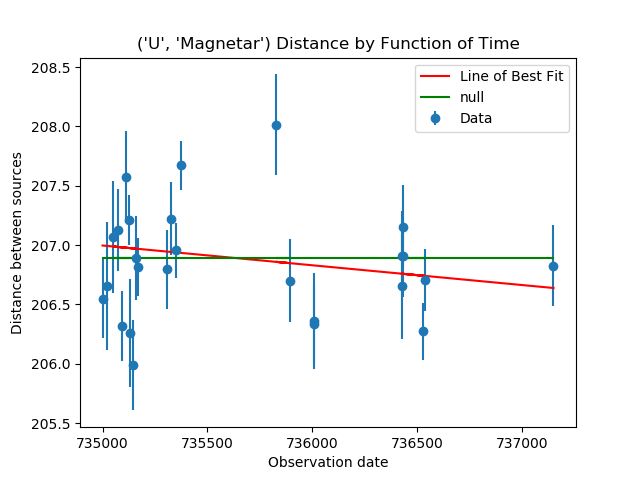 ('U', 'Magnetar') Distance by Function of Time
Line of Best Fit
null
Data
Distance between sources
208.5
208.0
207.5
207.0
206.5
206.0
205.5
735000
735500
736000
736500
737000
Observation date